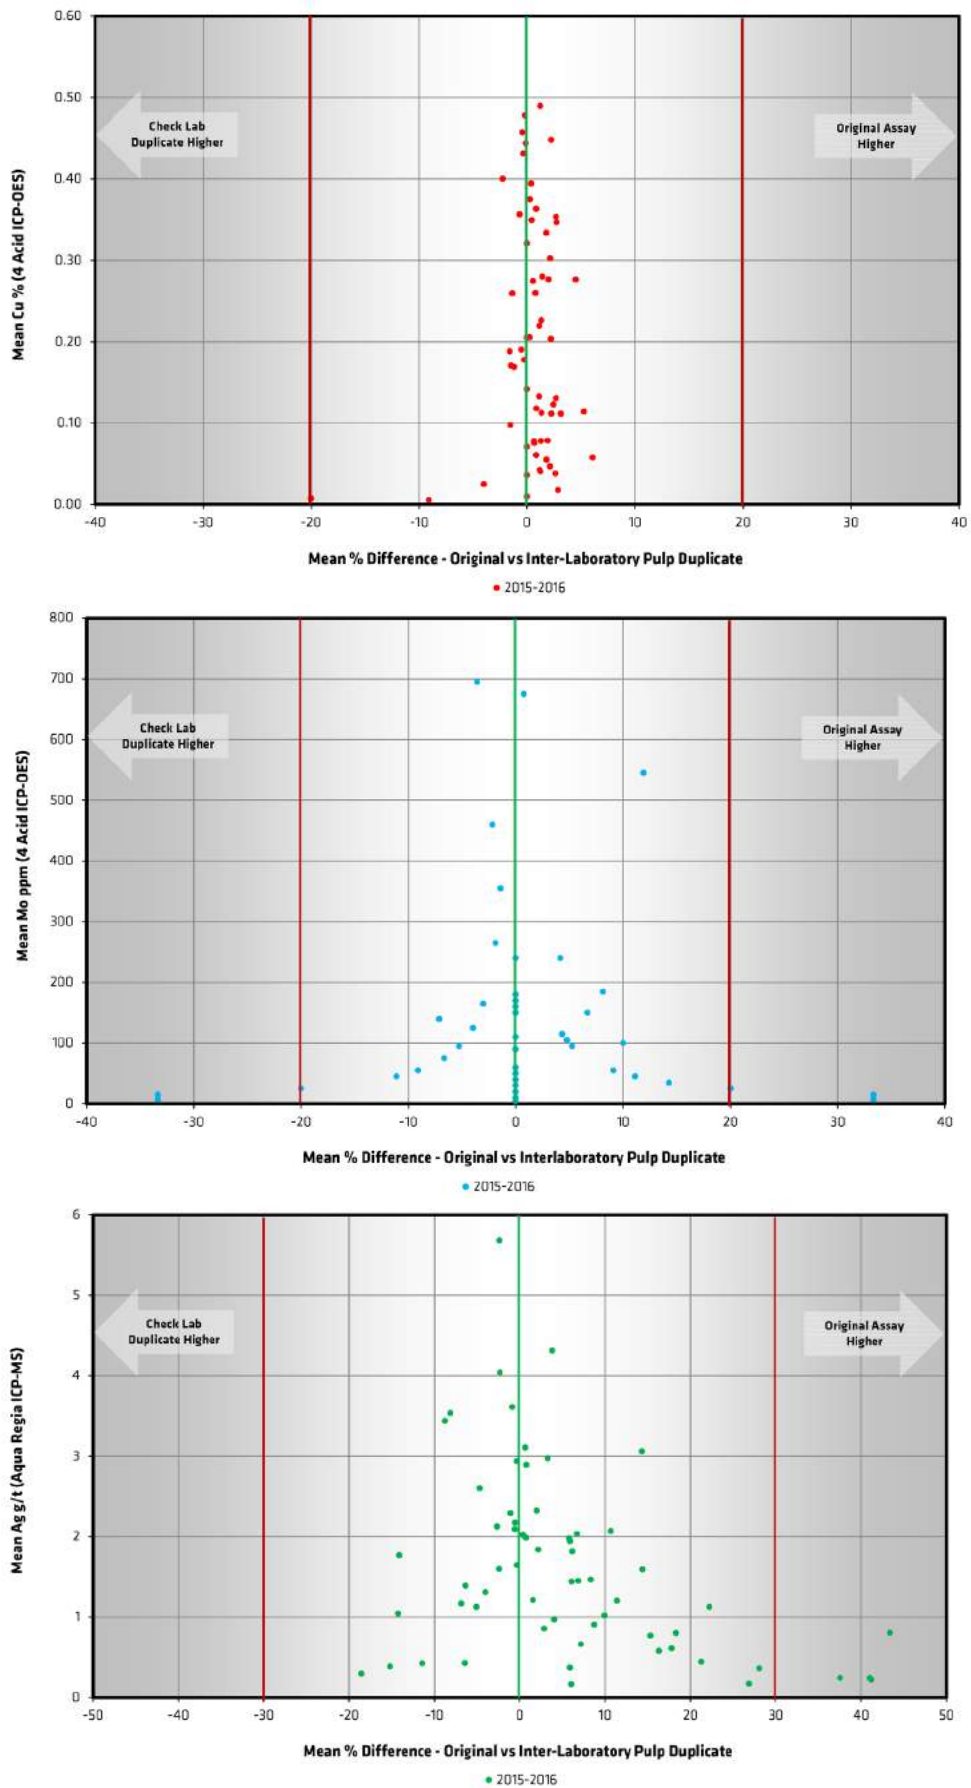 0.60
0.50
0.40
0.30
0.20
0.10
0.00
Mean Cu % (4 Acid ICP-OES)
Check Lab
Duplicate Higher
Original Assay
Higher
-40 -30 -20 -10 0 10 20 30 40
Mean % Difference - Original vs Inter-Laboratory Pulp Duplicate
2015-2016
800
700
600
500
400
300
200
100
0
Mean Mo ppm (4 Acid ICP-OES)
Check Lab
Duplicate Higher
Original Assay
Higher
-40 -30 -20 -10 0 10 20 30 40
Mean % Difference - Original vs Interlaboratory Pulp Duplicate
2015-2016
6
5
4
3
2
1
0
Mean Ag g/t (Aqua Regia ICP-MS)
Check Lab
Duplicate Higher
Original Assay
Higher
-50 -40 -30 -20 -10 0 10 20 30 40 50
Mean % Difference - Original vs Inter-Laboratory Pulp Duplicate
2015-2016